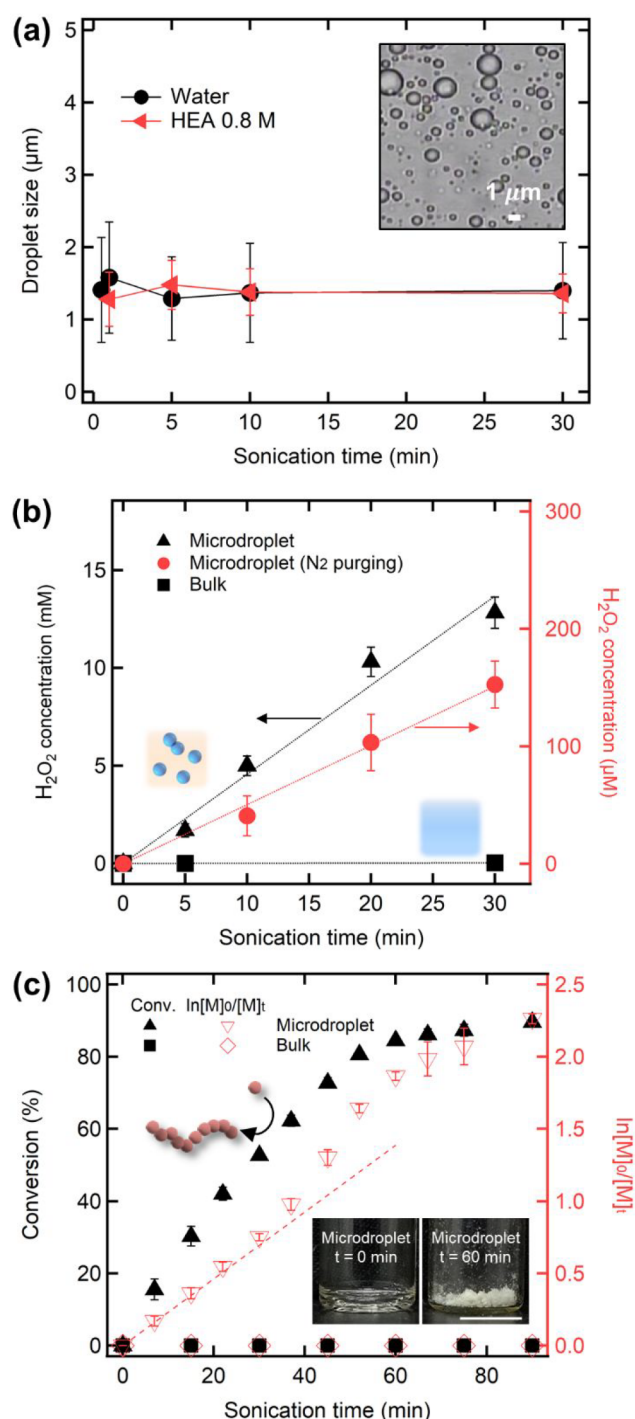 (a)
5
4
3
2
1
0
Droplet size (µm)
Water
HEA 0.8 M
1 µm
0 5 10 15 20 25 30
Sonication time (min)
(b)
15
10
5
0
H₂O₂ concentration (mM)
Microdroplet
Microdroplet (N₂ purging)
Bulk
300
200
100
0
H₂O₂ concentration (µM)
0 5 10 15 20 25 30
Sonication time (min)
(c)
100
80
60
40
20
0
Conversion (%)
Conv. ln[M]₀/[M]ₜ
Microdroplet
Bulk
Microdroplet
t = 0 min
Microdroplet
t = 60 min
2.5
2.0
1.5
1.0
0.5
0.0
ln[M]₀/[M]ₜ
0 20 40 60 80
Sonication time (min)